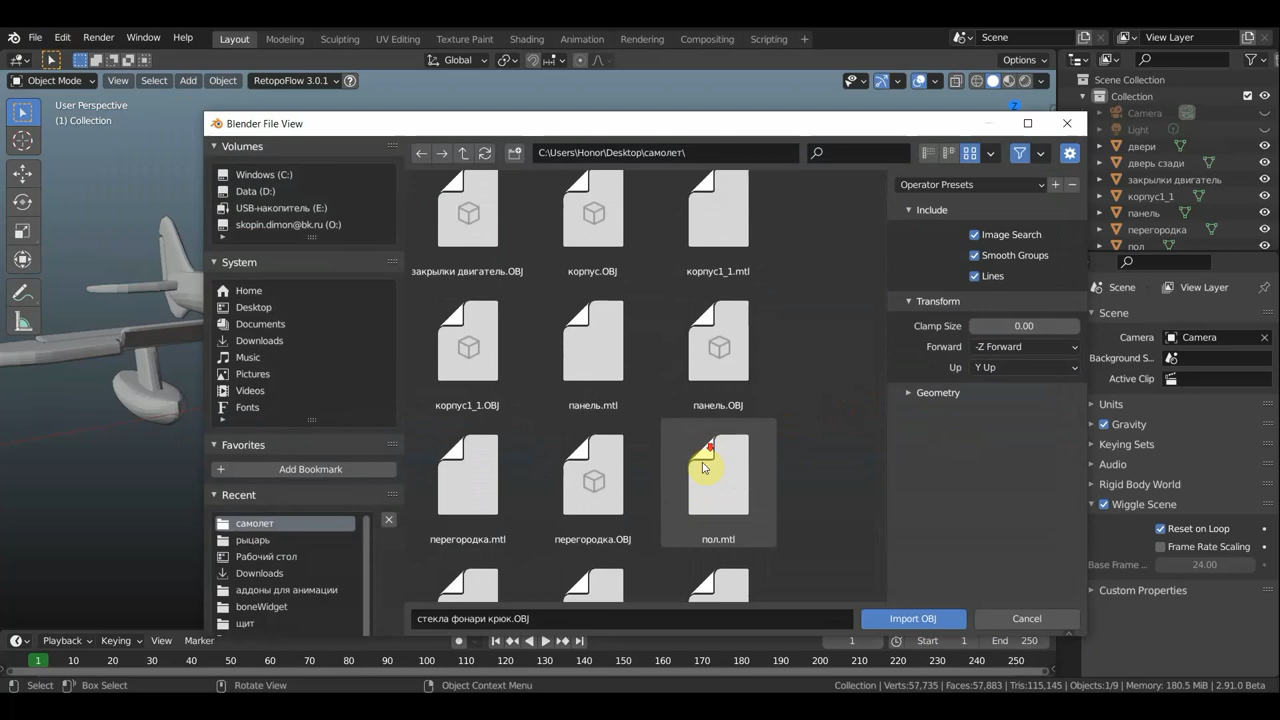 File Edit Render Window Help Layout Modeling Sculpting UV Editing Texture Paint Shading Animation Rendering Compositing Scripting + Scene View Layer
Object Mode View Select Add Object RetopoFlow 3.0.1 Global Options
User Perspective
(1) Collection
Z
Blender File View
Volumes
Windows (C:)
Data (D:)
USB-накопитель (E:)
skopin.dimon@bk.ru (O:)
System
Home
Desktop
Documents
Downloads
Music
Pictures
Videos
Fonts
Favorites
Add Bookmark
Recent
самолет
рыцарь
Рабочий стол
Downloads
аддоны для анимации
boneWidget
щит
C:\Users\Honor\Desktop\самолет\
закрылки двигатель.OBJ корпус.OBJ корпус1_1.mtl
корпус1_1.OBJ панель.mtl панель.OBJ
перегородка.mtl перегородка.OBJ пол.mtl
стекла фонари крюк.OBJ Import OBJ Cancel
Operator Presets
Include
Image Search
Smooth Groups
Lines
Transform
Clamp Size 0.00
Forward -Z Forward
Up Y Up
Geometry
Scene Collection
Collection
Camera
Light
двери
дверь сзади
закрылки двигатель
корпус1_1
панель
перегородка
пол
Scene View Layer
Scene
Camera Camera
Background S...
Active Clip
Units
Gravity
Keying Sets
Audio
Rigid Body World
Wiggle Scene
Reset on Loop
Frame Rate Scaling
Base Frame ... 24.00
Custom Properties
Playback Keying View Marker 1 Start 1 End 250
1 10 20 30 40 50 60 70 80 90 100 110 120 130 140 150 160 170 180 190 200 210 220 230 240 250
Select Box Select Rotate View Object Context Menu Collection | Verts:57,735 | Faces:57,883 | Tris:115,145 | Objects:1/9 | Memory: 180.5 MiB | 2.91.0 Beta